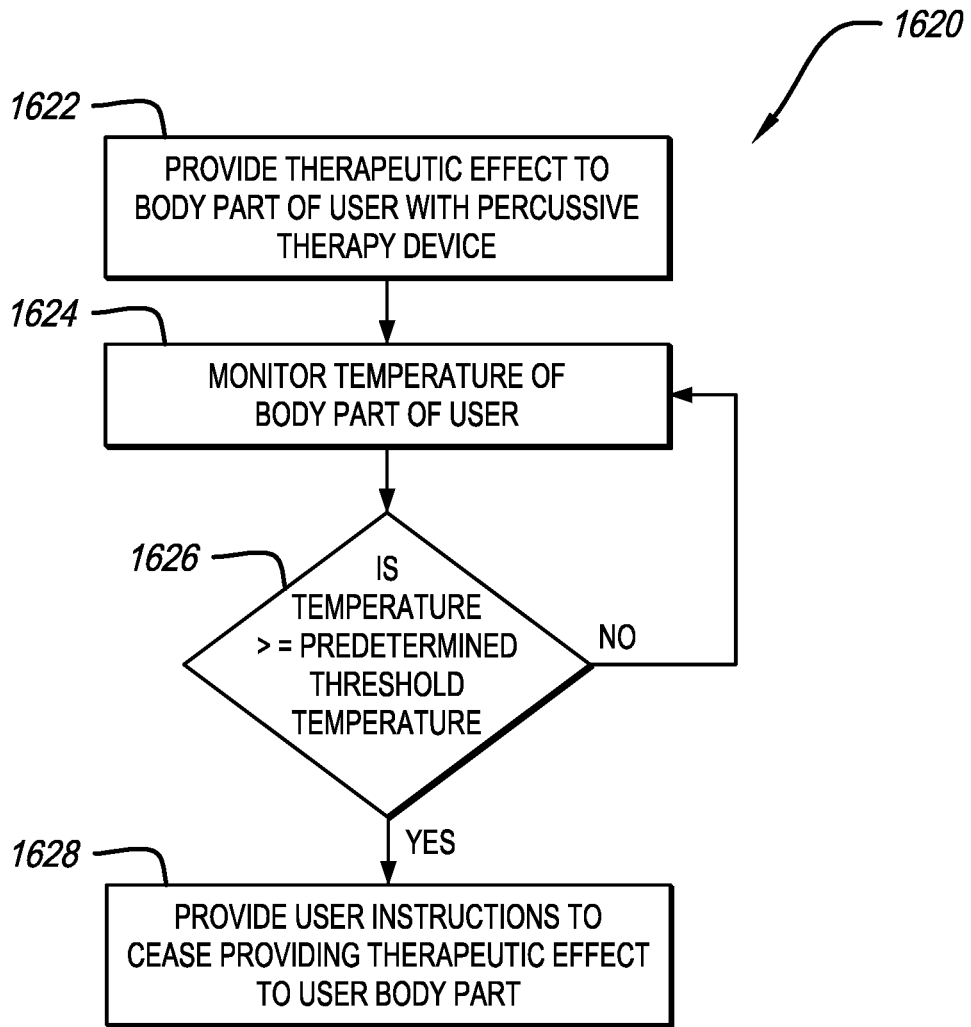 1620
1622
PROVIDE THERAPEUTIC EFFECT TO
BODY PART OF USER WITH PERCUSSIVE
THERAPY DEVICE
1624
MONITOR TEMPERATURE OF
BODY PART OF USER
1626
IS
TEMPERATURE
> = PREDETERMINED
THRESHOLD
TEMPERATURE
NO
YES
1628
PROVIDE USER INSTRUCTIONS TO
CEASE PROVIDING THERAPEUTIC EFFECT
TO USER BODY PART